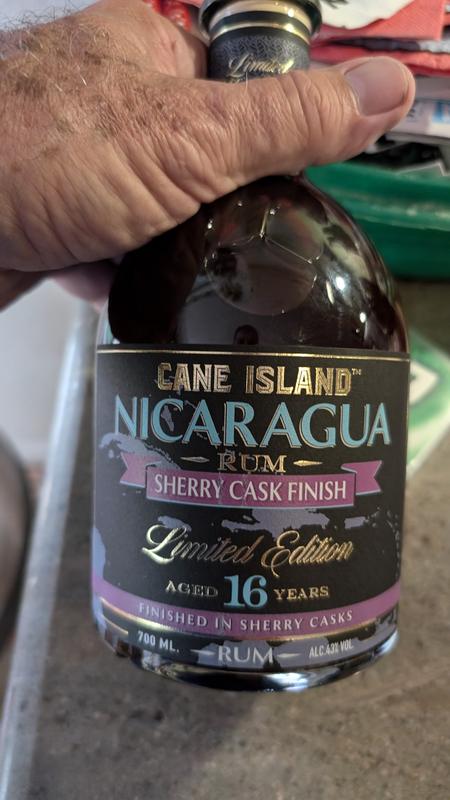 Limited
CANE ISLAND™
NICARAGUA
RUM
SHERRY CASK FINISH
Limited Edition
AGED 16 YEARS
FINISHED IN SHERRY CASKS
700 ML. RUM ALC.43% VOL.